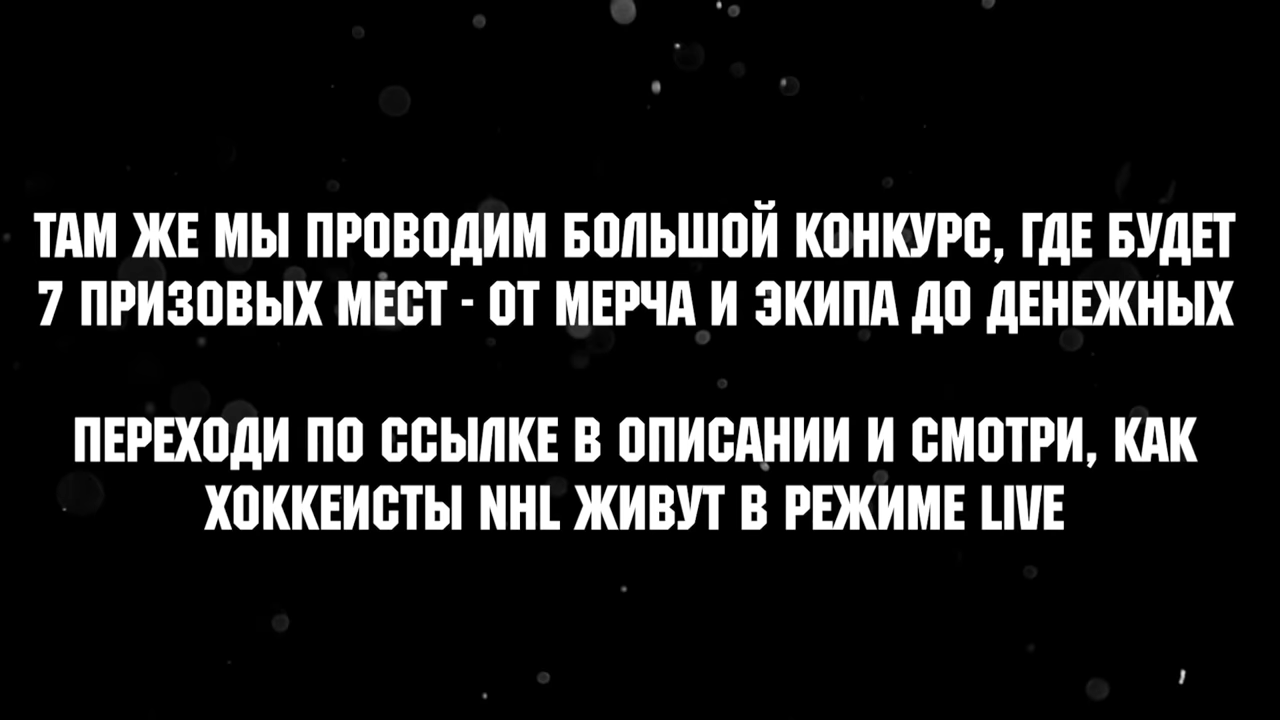 ТАМ ЖЕ МЫ ПРОВОДИМ БОЛЬШОЙ КОНКУРС, ГДЕ БУДЕТ
7 ПРИЗОВЫХ МЕСТ - ОТ МЕРЧА И ЭКИПА ДО ДЕНЕЖНЫХ
ПЕРЕХОДИ ПО ССЫЛКЕ В ОПИСАНИИ И СМОТРИ, КАК
ХОККЕИСТЫ NHL ЖИВУТ В РЕЖИМЕ LIVE